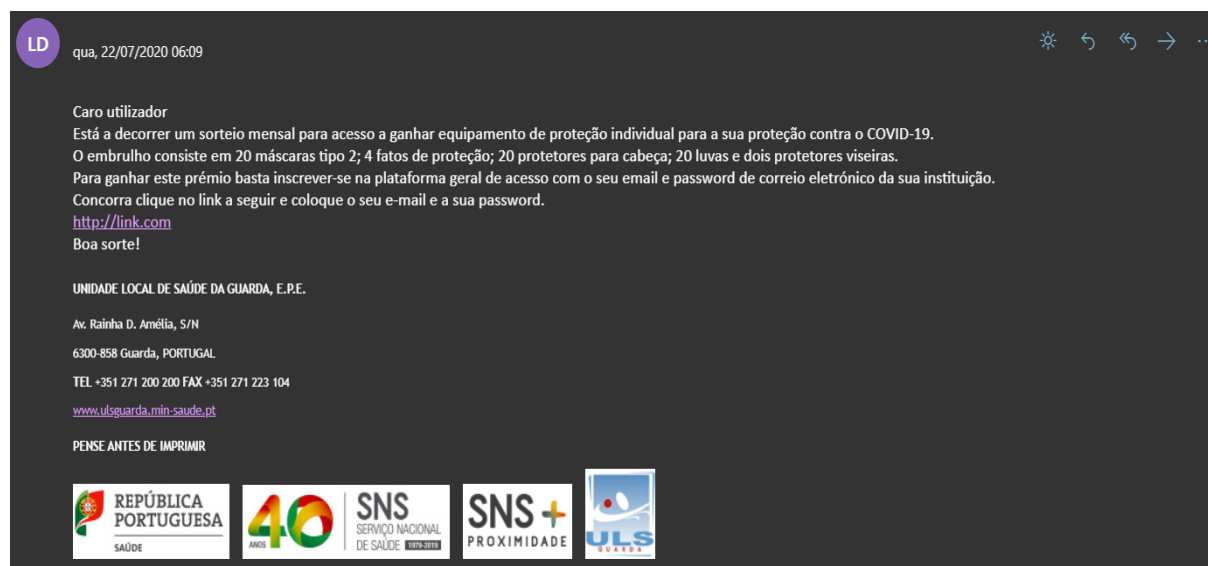 LD
qua, 22/07/2020 06:09
Caro utilizador
Está a decorrer um sorteio mensal para acesso a ganhar equipamento de proteção individual para a sua proteção contra o COVID-19.
O embrulho consiste em 20 máscaras tipo 2; 4 fatos de proteção; 20 protetores para cabeça; 20 luvas e dois protetores viseiras.
Para ganhar este prémio basta inscrever-se na plataforma geral de acesso com o seu email e password de correio eletrónico da sua instituição.
Concorra clique no link a seguir e coloque o seu e-mail e a sua password.
http://link.com
Boa sorte!
UNIDADE LOCAL DE SAÚDE DA GUARDA, E.P.E.
Av. Rainha D. Amélia, S/N
6300-858 Guarda, PORTUGAL
TEL +351 271 200 200 FAX +351 271 223 104
www.ulsguarda.min-saude.pt
PENSE ANTES DE IMPRIMIR
REPÚBLICA
PORTUGUESA
SAÚDE
40
ANOS
SNS
SERVIÇO NACIONAL
DE SAÚDE 1979-2019
SNS +
PROXIMIDADE
ULS
GUARDA